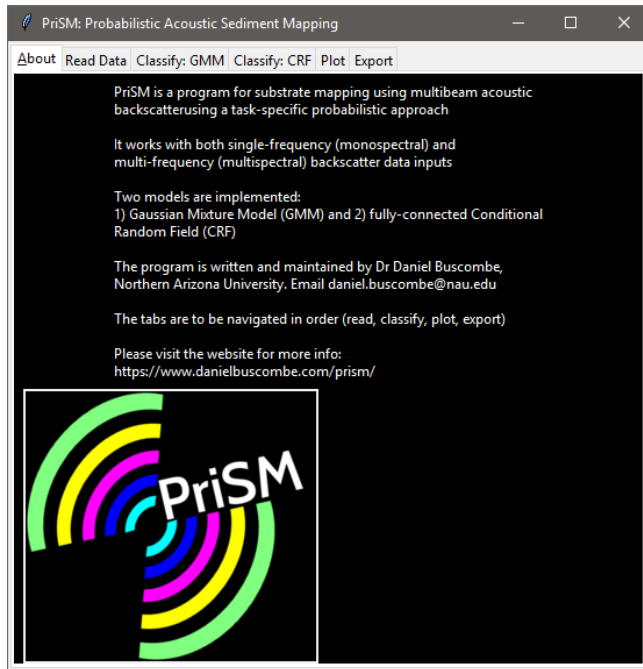 PriSM: Probabilistic Acoustic Sediment Mapping
About Read Data Classify: GMM Classify: CRF Plot Export
PriSM is a program for substrate mapping using multibeam acoustic
backscatterusing a task-specific probabilistic approach
It works with both single-frequency (monospectral) and
multi-frequency (multispectral) backscatter data inputs
Two models are implemented:
1) Gaussian Mixture Model (GMM) and 2) fully-connected Conditional
Random Field (CRF)
The program is written and maintained by Dr Daniel Buscombe,
Northern Arizona University. Email daniel.buscombe@nau.edu
The tabs are to be navigated in order (read, classify, plot, export)
Please visit the website for more info:
https://www.danielbuscombe.com/prism/
PriSM